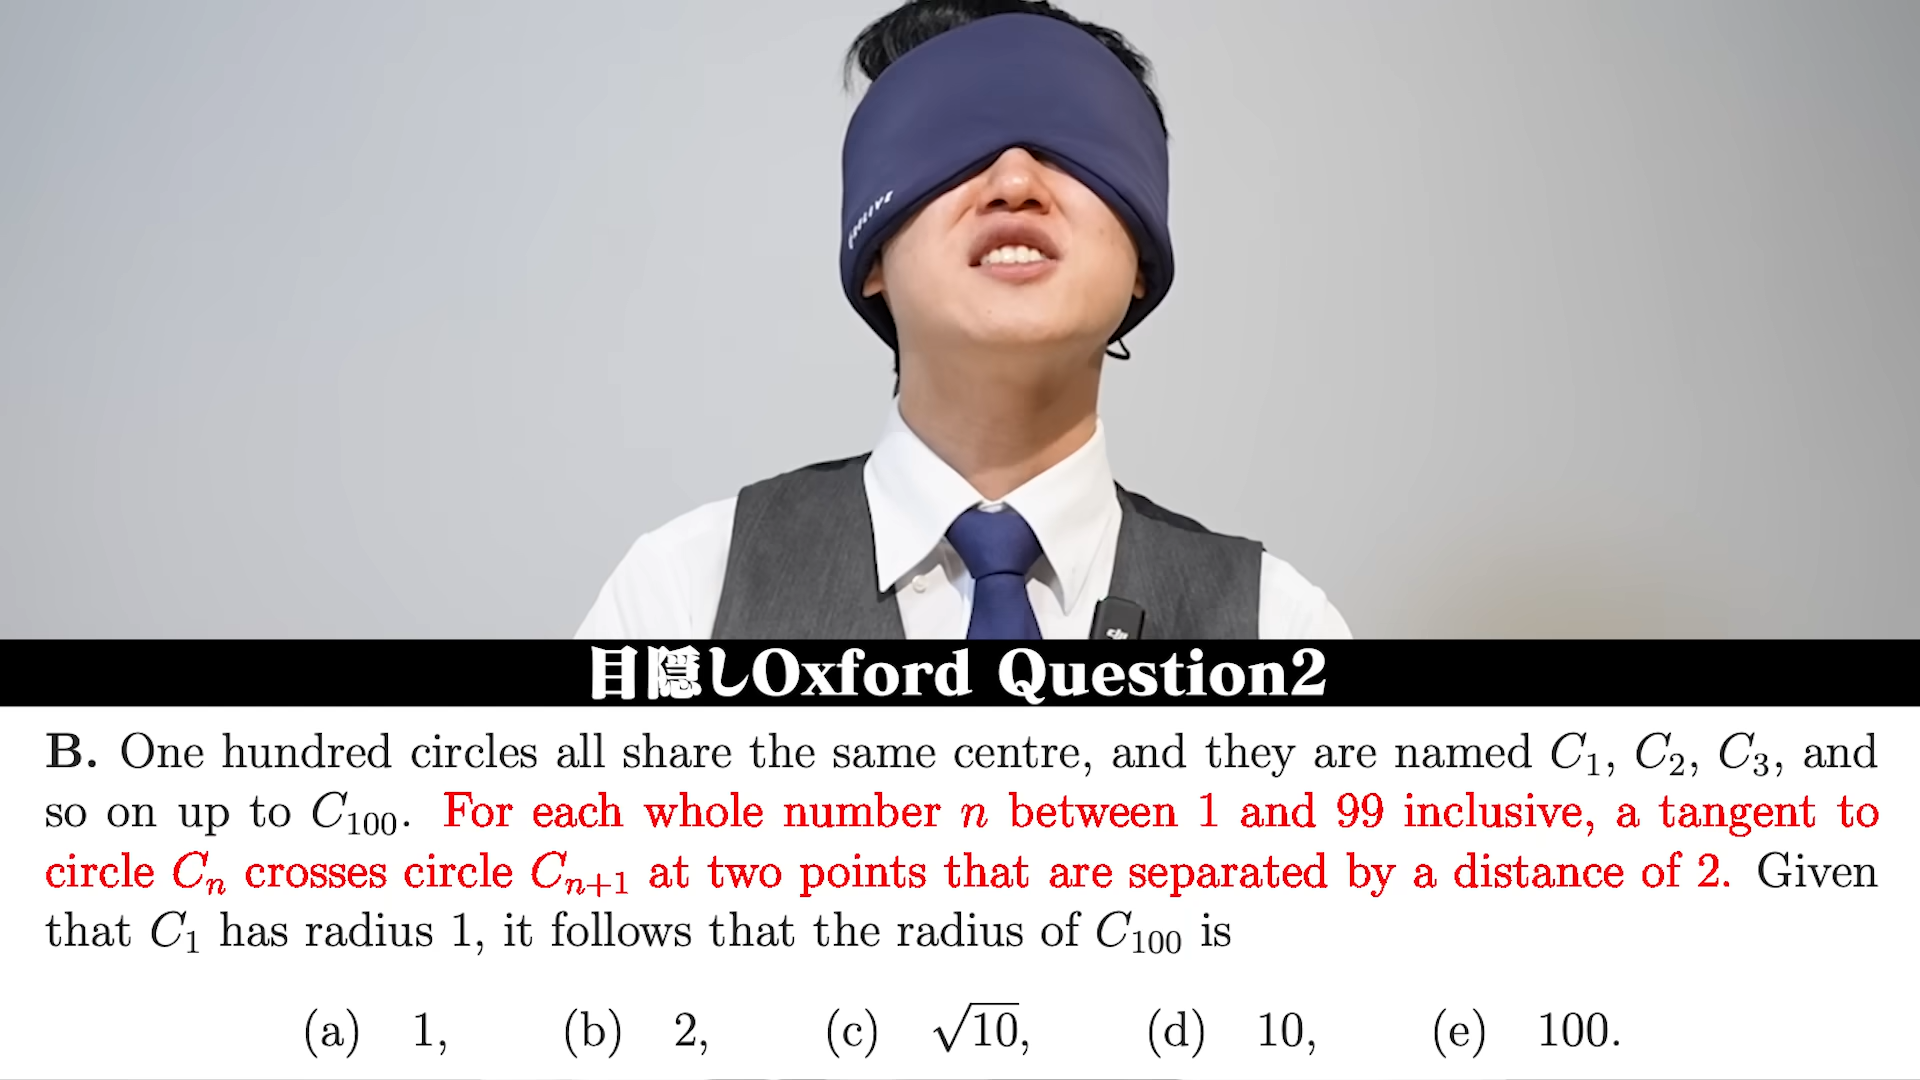 目隠しOxford Question2
B. One hundred circles all share the same centre, and they are named C₁, C₂, C₃, and
so on up to C₁₀₀. For each whole number n between 1 and 99 inclusive, a tangent to
circle Cₙ crosses circle Cₙ₊₁ at two points that are separated by a distance of 2. Given
that C₁ has radius 1, it follows that the radius of C₁₀₀ is
(a) 1, (b) 2, (c) √10, (d) 10, (e) 100.